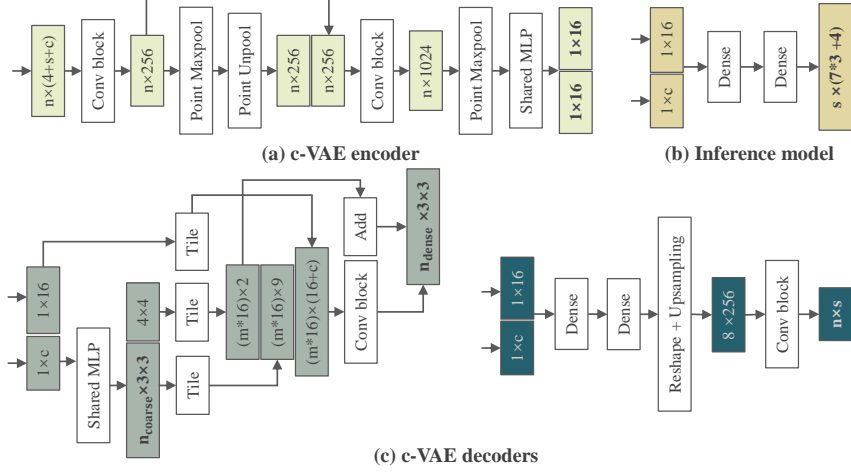 n×(4+s+c)
Conv block
n×256
Point Maxpool
Point Unpool
n×256
n×256
Conv block
n×1024
Point Maxpool
Shared MLP
1×16
1×16
(a) c-VAE encoder
1×16
1×c
Dense
Dense
s ×(7*3 +4)
(b) Inference model
1×16
1×c
Shared MLP
4×4
n_coarse ×3×3
Tile
Tile
Tile
(m*16)×2
(m*16)×9
(m*16)×(16+c)
Add
Conv block
n_dense ×3×3
1×16
1×c
Dense
Dense
Reshape + Upsampling
8 ×256
Conv block
n×s
(c) c-VAE decoders